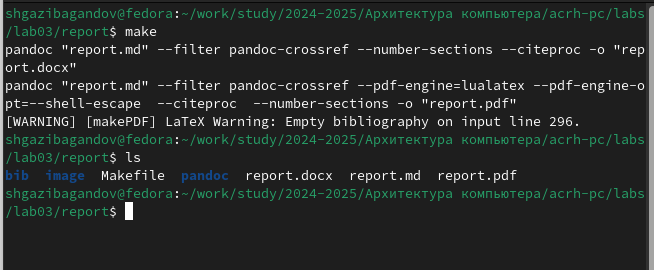 shgazibagandov@fedora:~/work/study/2024-2025/Архитектура компьютера/acrh-pc/labs
/lab03/report$ make
pandoc "report.md" --filter pandoc-crossref --number-sections --citeproc -o "rep
ort.docx"
pandoc "report.md" --filter pandoc-crossref --pdf-engine=lualatex --pdf-engine-o
pt=--shell-escape  --citeproc  --number-sections -o "report.pdf"
[WARNING] [makePDF] LaTeX Warning: Empty bibliography on input line 296.
shgazibagandov@fedora:~/work/study/2024-2025/Архитектура компьютера/acrh-pc/labs
/lab03/report$ ls
bib  image  Makefile  pandoc  report.docx  report.md  report.pdf
shgazibagandov@fedora:~/work/study/2024-2025/Архитектура компьютера/acrh-pc/labs
/lab03/report$